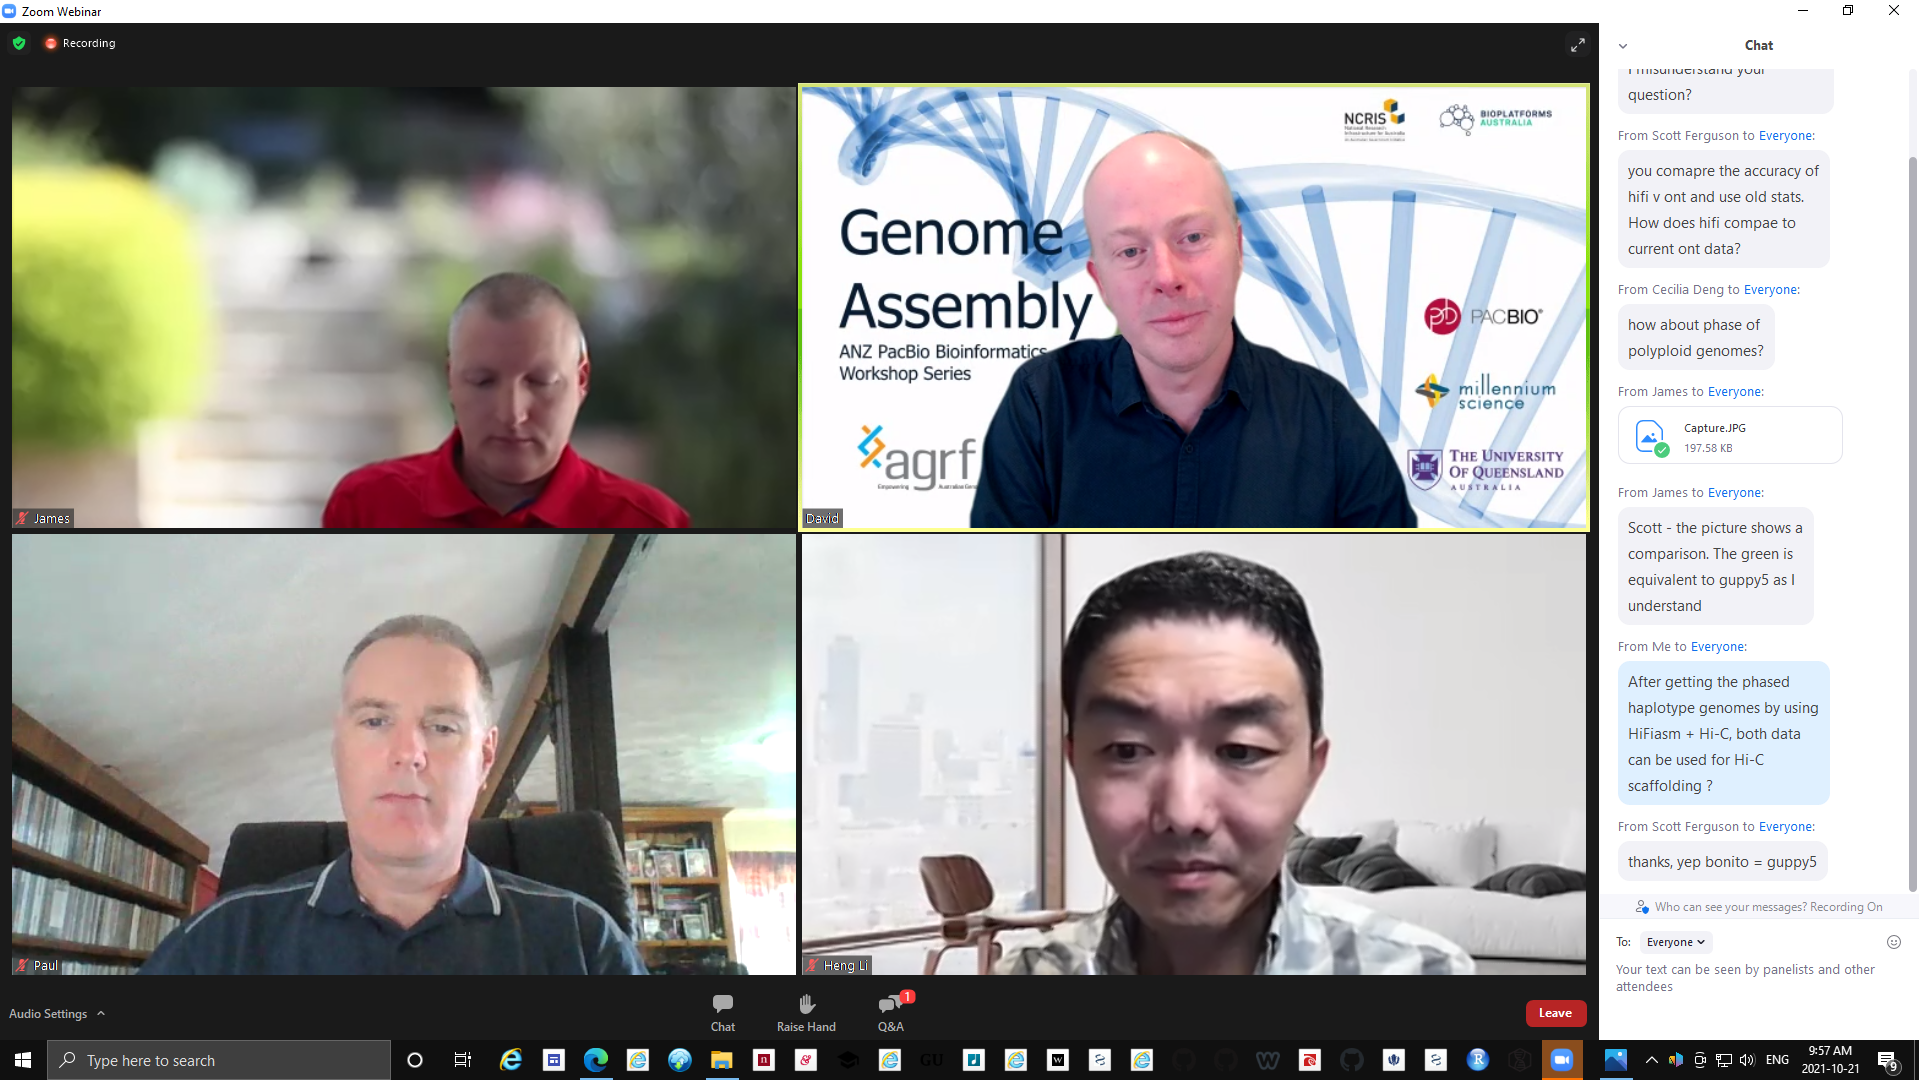 Zoom Webinar
Recording
James
Genome
Assembly
ANZ PacBio Bioinformatics
Workshop Series
agrf
NCRIS
BIOPLATFORMS
AUSTRALIA
PACBIO®
millennium
science
THE UNIVERSITY
OF QUEENSLAND
AUSTRALIA
David
Paul
Heng Li
Chat
question?
From Scott Ferguson to Everyone:
you comapre the accuracy of
hifi v ont and use old stats.
How does hifi compae to
current ont data?
From Cecilia Deng to Everyone:
how about phase of
polyploid genomes?
From James to Everyone:
Capture.JPG
197.58 KB
From James to Everyone:
Scott - the picture shows a
comparison. The green is
equivalent to guppy5 as I
understand
From Me to Everyone:
After getting the phased
haplotype genomes by using
HiFiasm + Hi-C, both data
can be used for Hi-C
scaffolding ?
From Scott Ferguson to Everyone:
thanks, yep bonito = guppy5
Who can see your messages? Recording On
To: Everyone
Your text can be seen by panelists and other
attendees
Audio Settings
Chat
Raise Hand
Q&A
1
Leave
Type here to search
GU
ENG
9:57 AM
2021-10-21
9